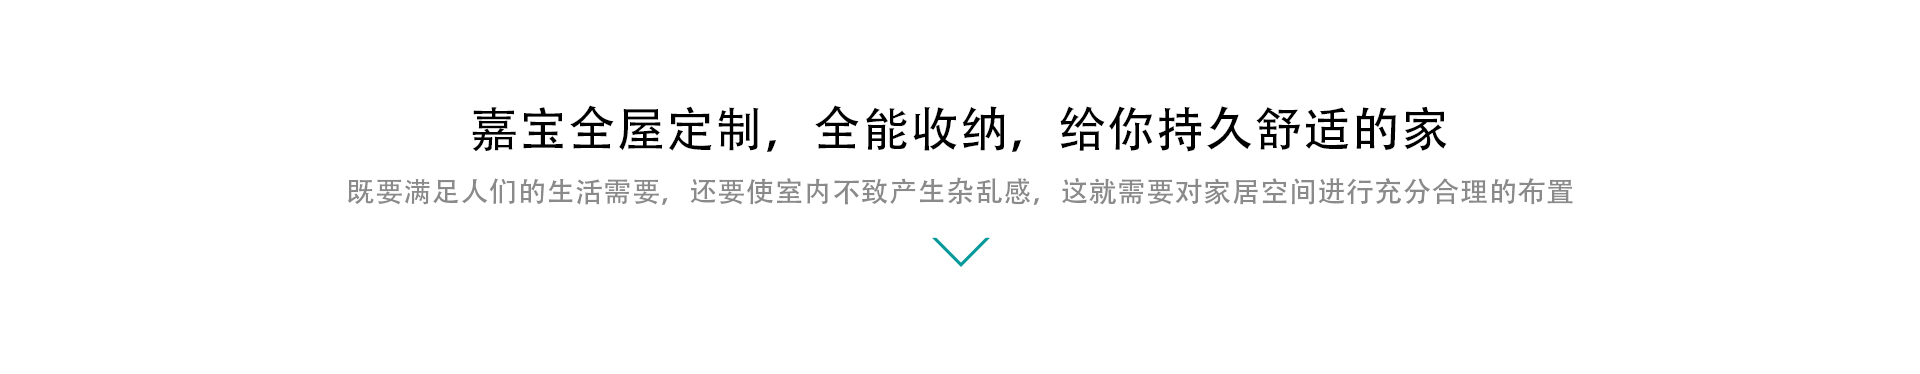 嘉宝全屋定制，全能收纳，给你持久舒适的家
既要满足人们的生活需要，还要使室内不致产生杂乱感，这就需要对家居空间进行充分合理的布置